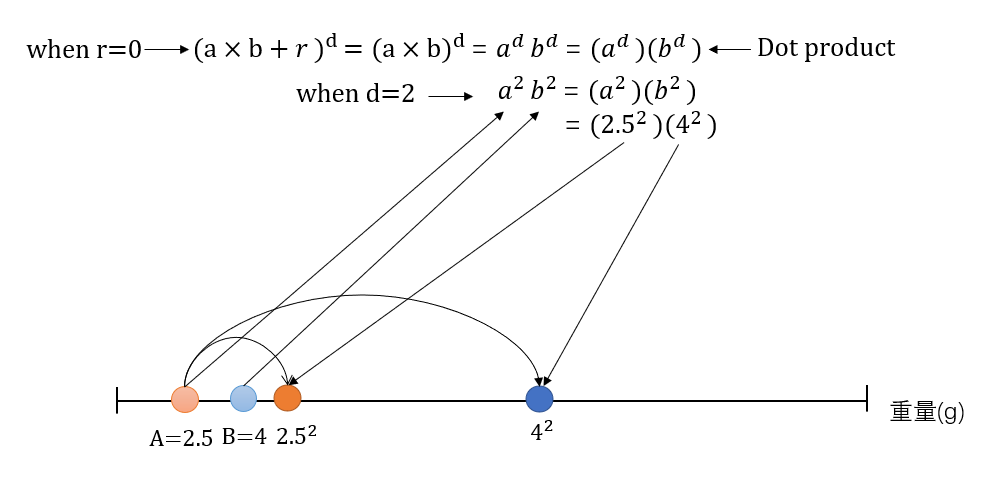 when r=0 (a × b + r )ᵈ = (a × b)ᵈ = aᵈ bᵈ = (aᵈ )(bᵈ ) Dot product
when d=2 a² b² = (a² )(b² )
= (2.5² )(4² )
重量(g)
A=2.5 B=4 2.5² 4²